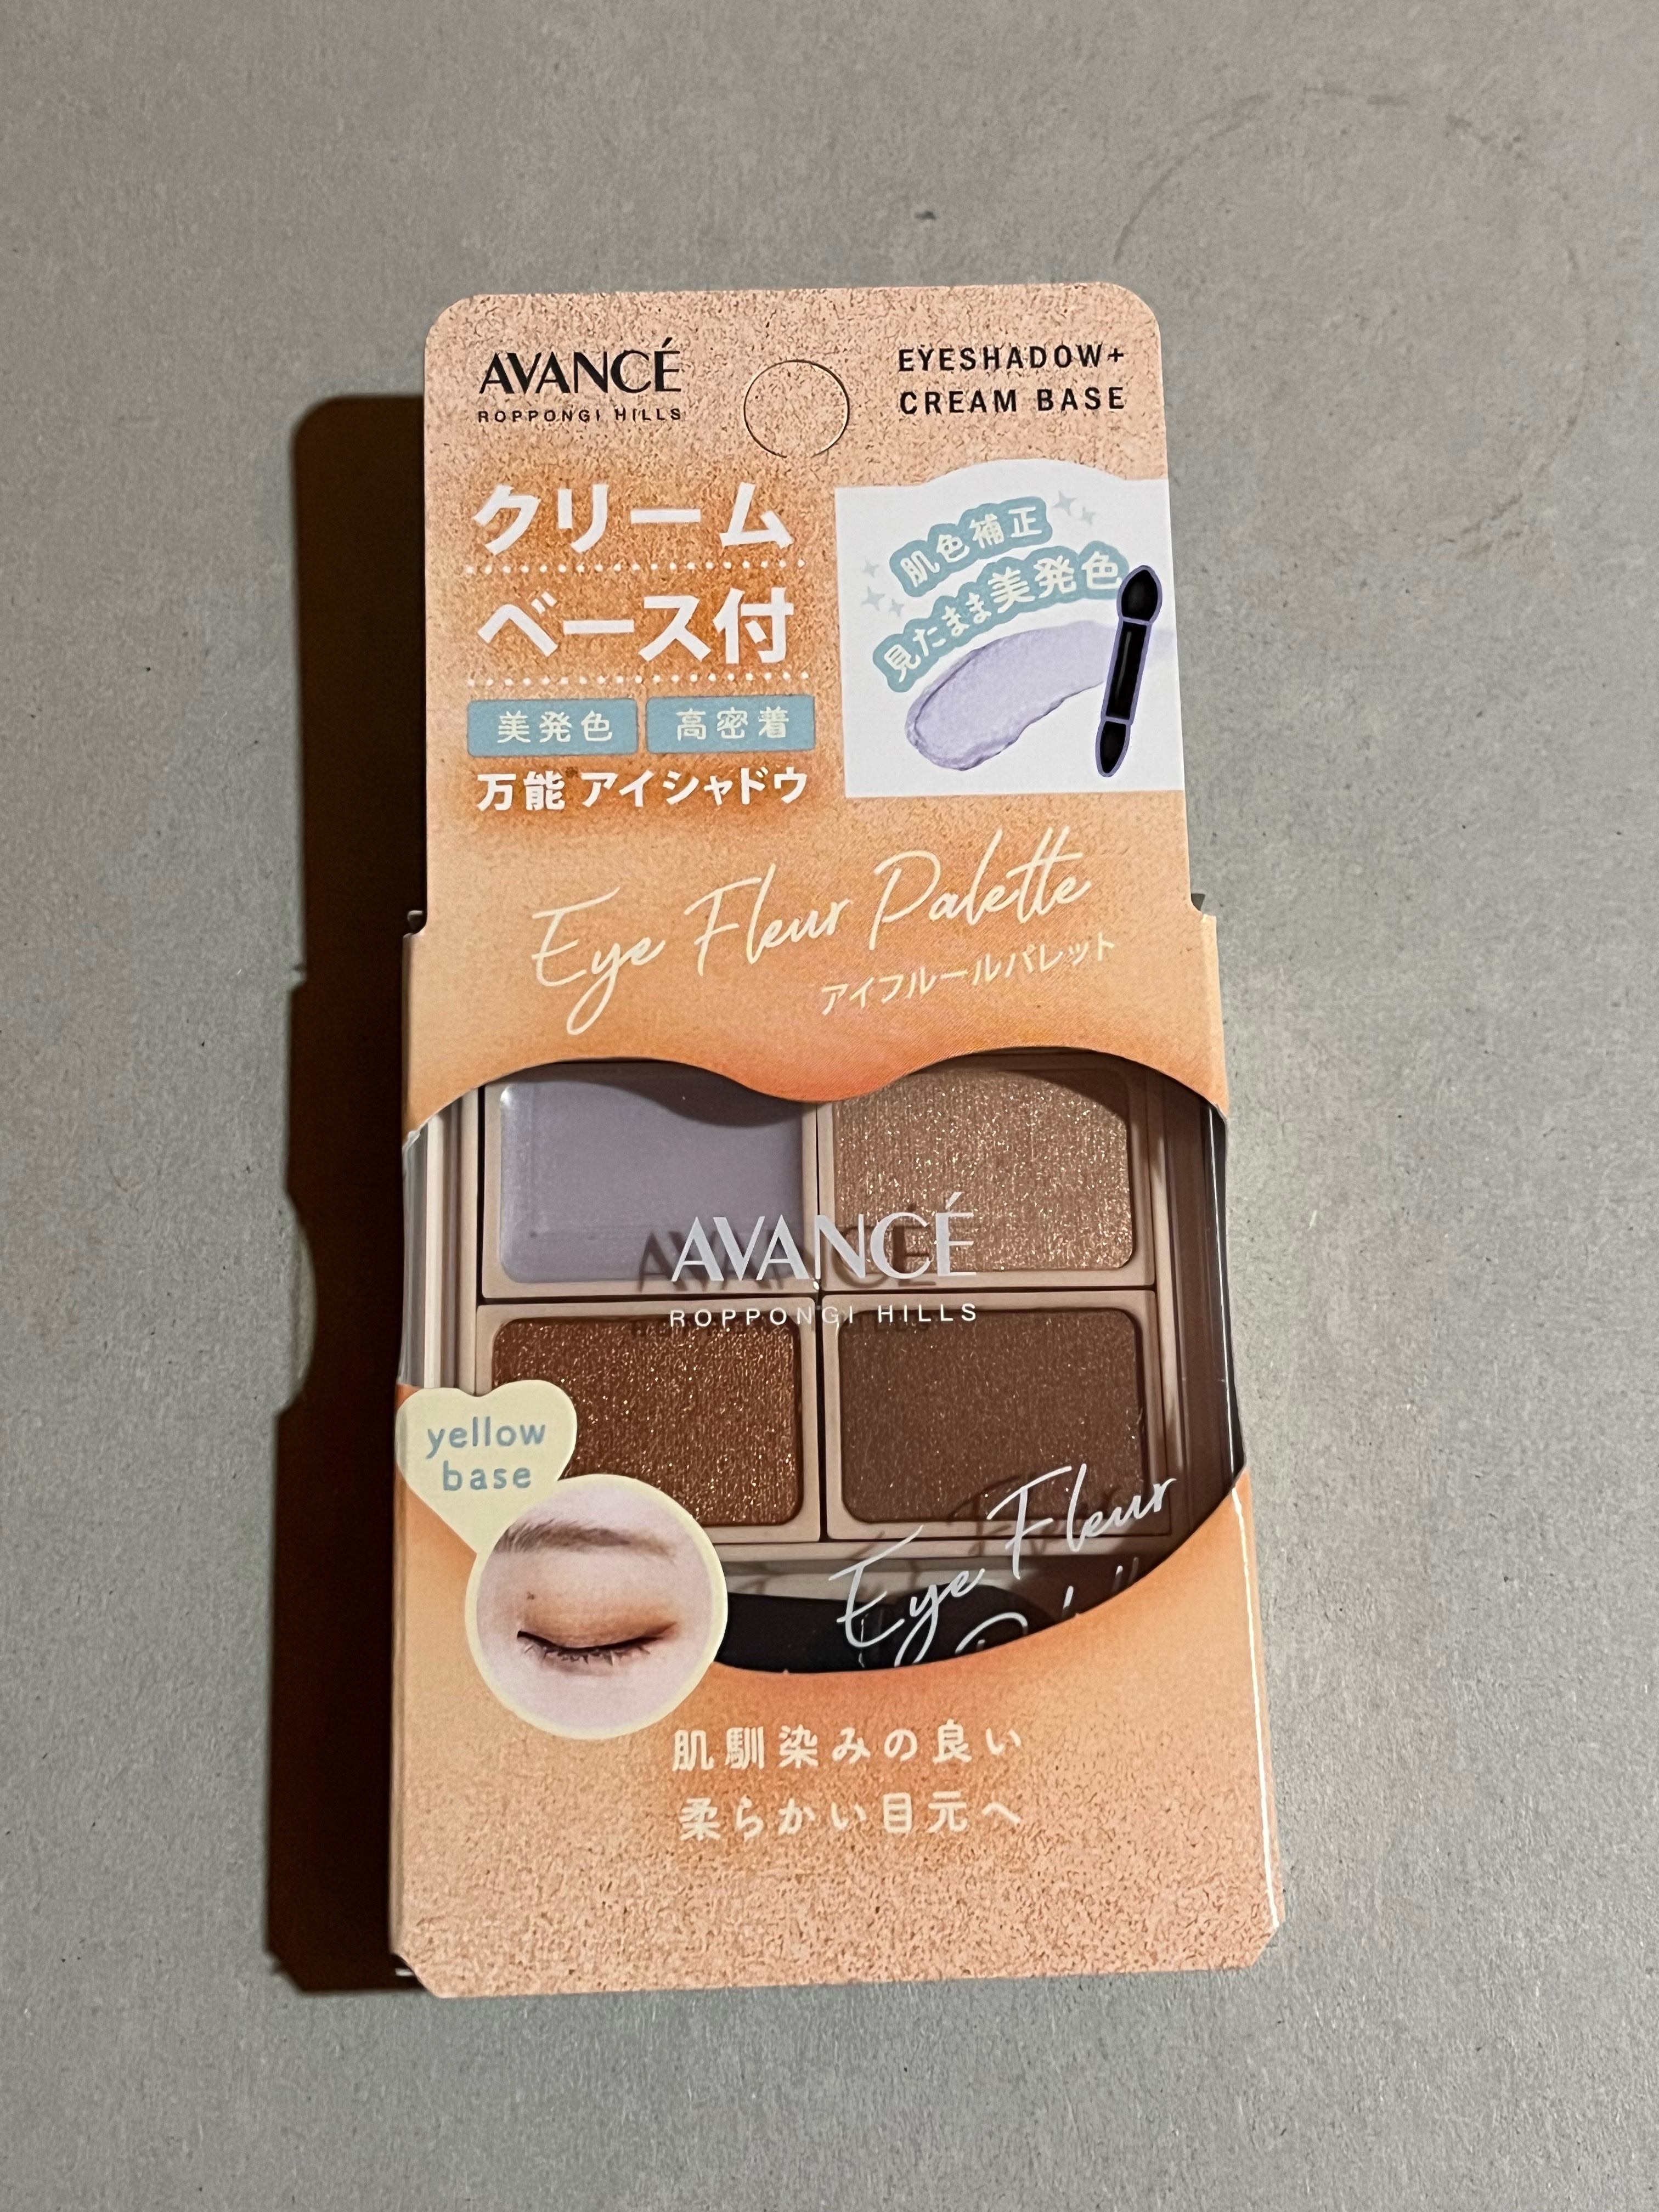 AVANCÉ
ROPPONGI HILLS
EYESHADOW+
CREAM BASE
クリーム
ベース付
美発色 高密着
万能※アイシャドウ
肌色補正
見たまま美発色
Eye Fleur Palette
アイフルールパレット
AVANCÉ
ROPPONGI HILLS
yellow
base
Eye Fleur
肌馴染みの良い
柔らかい目元へ